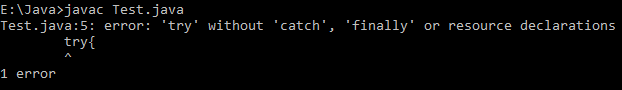 E:\Java>javac Test.java
Test.java:5: error: 'try' without 'catch', 'finally' or resource declarations
        try{
        ^
1 error